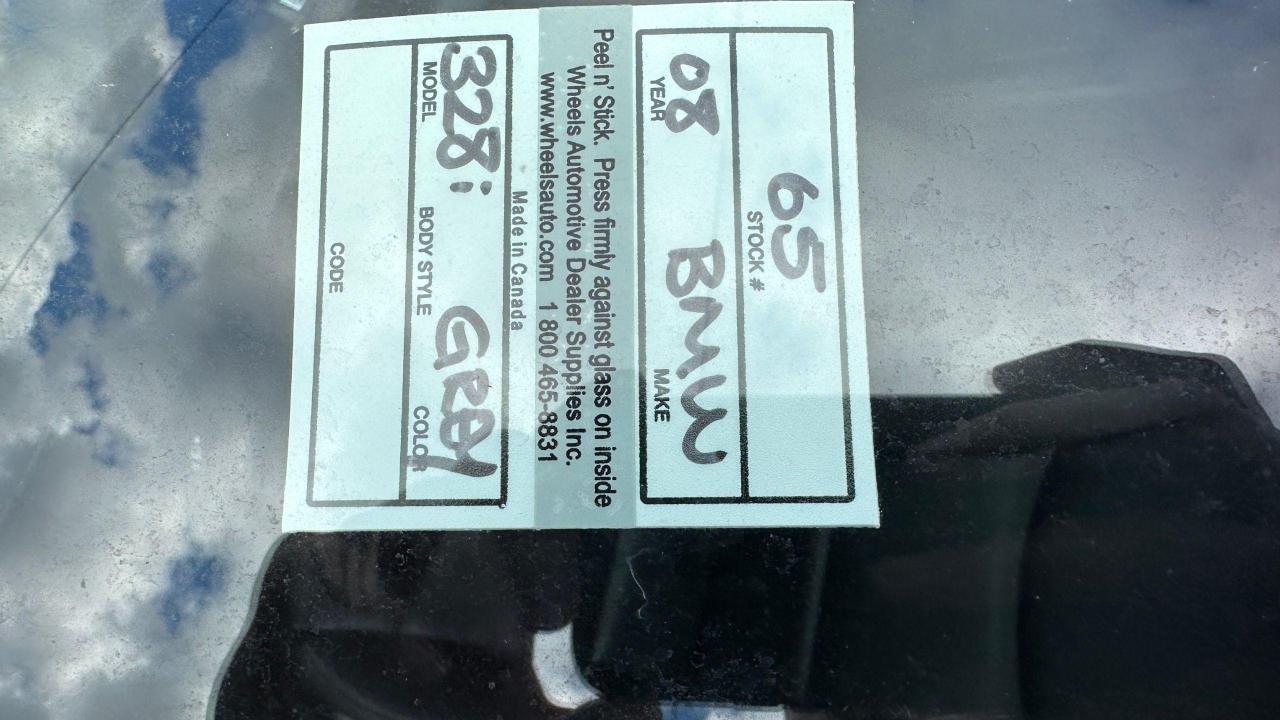 65
STOCK #
08 BMW
YEAR MAKE
Peel n' Stick. Press firmly against glass on inside
Wheels Automotive Dealer Supplies Inc.
www.wheelsauto.com 1 800 465-8831
Made in Canada
328i GREY
MODEL BODY STYLE COLOR
CODE